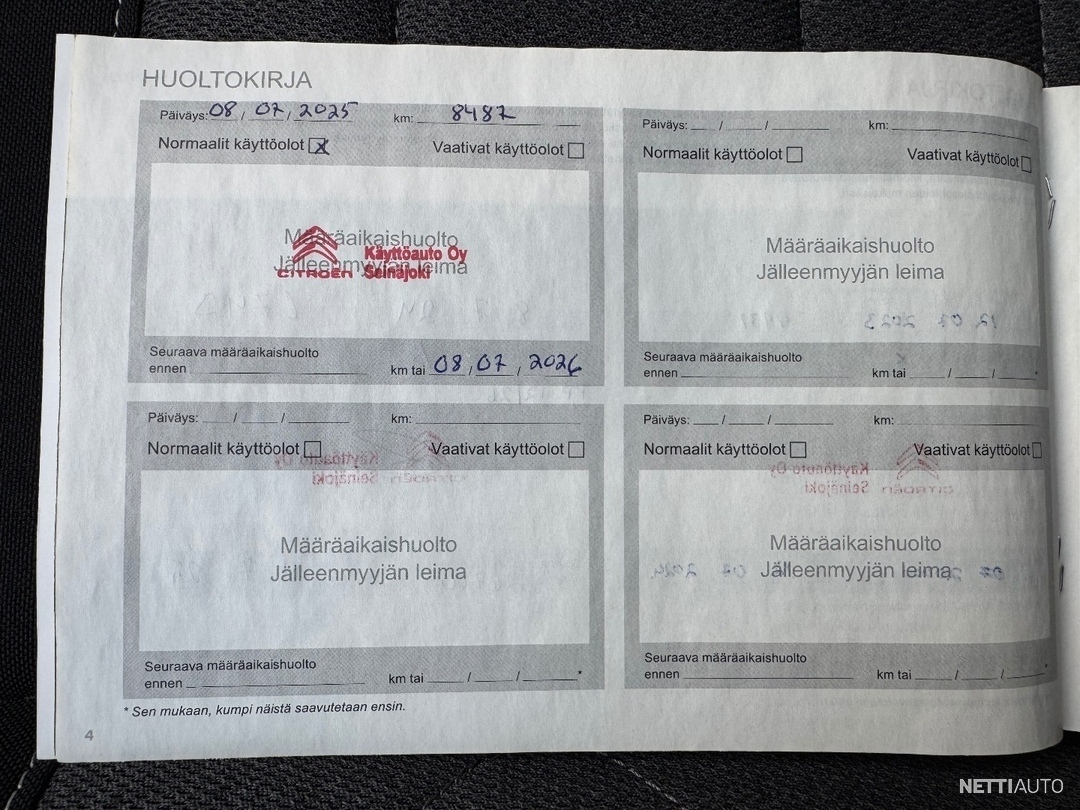 HUOLTOKIRJA
Päiväys: 08 / 07 / 2025 km: 8487
Normaalit käyttöolot x Vaativat käyttöolot
Määräaikaishuolto
Jälleenmyyjän leima
CITROËN
Käyttöauto Oy
Seinäjoki
Seuraava määräaikaishuolto
ennen km tai 08 / 07 / 2026
Päiväys: / / km:
Normaalit käyttöolot Vaativat käyttöolot
Määräaikaishuolto
Jälleenmyyjän leima
Seuraava määräaikaishuolto
ennen km tai / / *
Päiväys: / / km:
Normaalit käyttöolot Vaativat käyttöolot
Määräaikaishuolto
Jälleenmyyjän leima
Seuraava määräaikaishuolto
ennen km tai / / *
Päiväys: / / km:
Normaalit käyttöolot Vaativat käyttöolot
Määräaikaishuolto
Jälleenmyyjän leima
Seuraava määräaikaishuolto
ennen km tai / / *
* Sen mukaan, kumpi näistä saavutetaan ensin.
4
NETTIAUTO